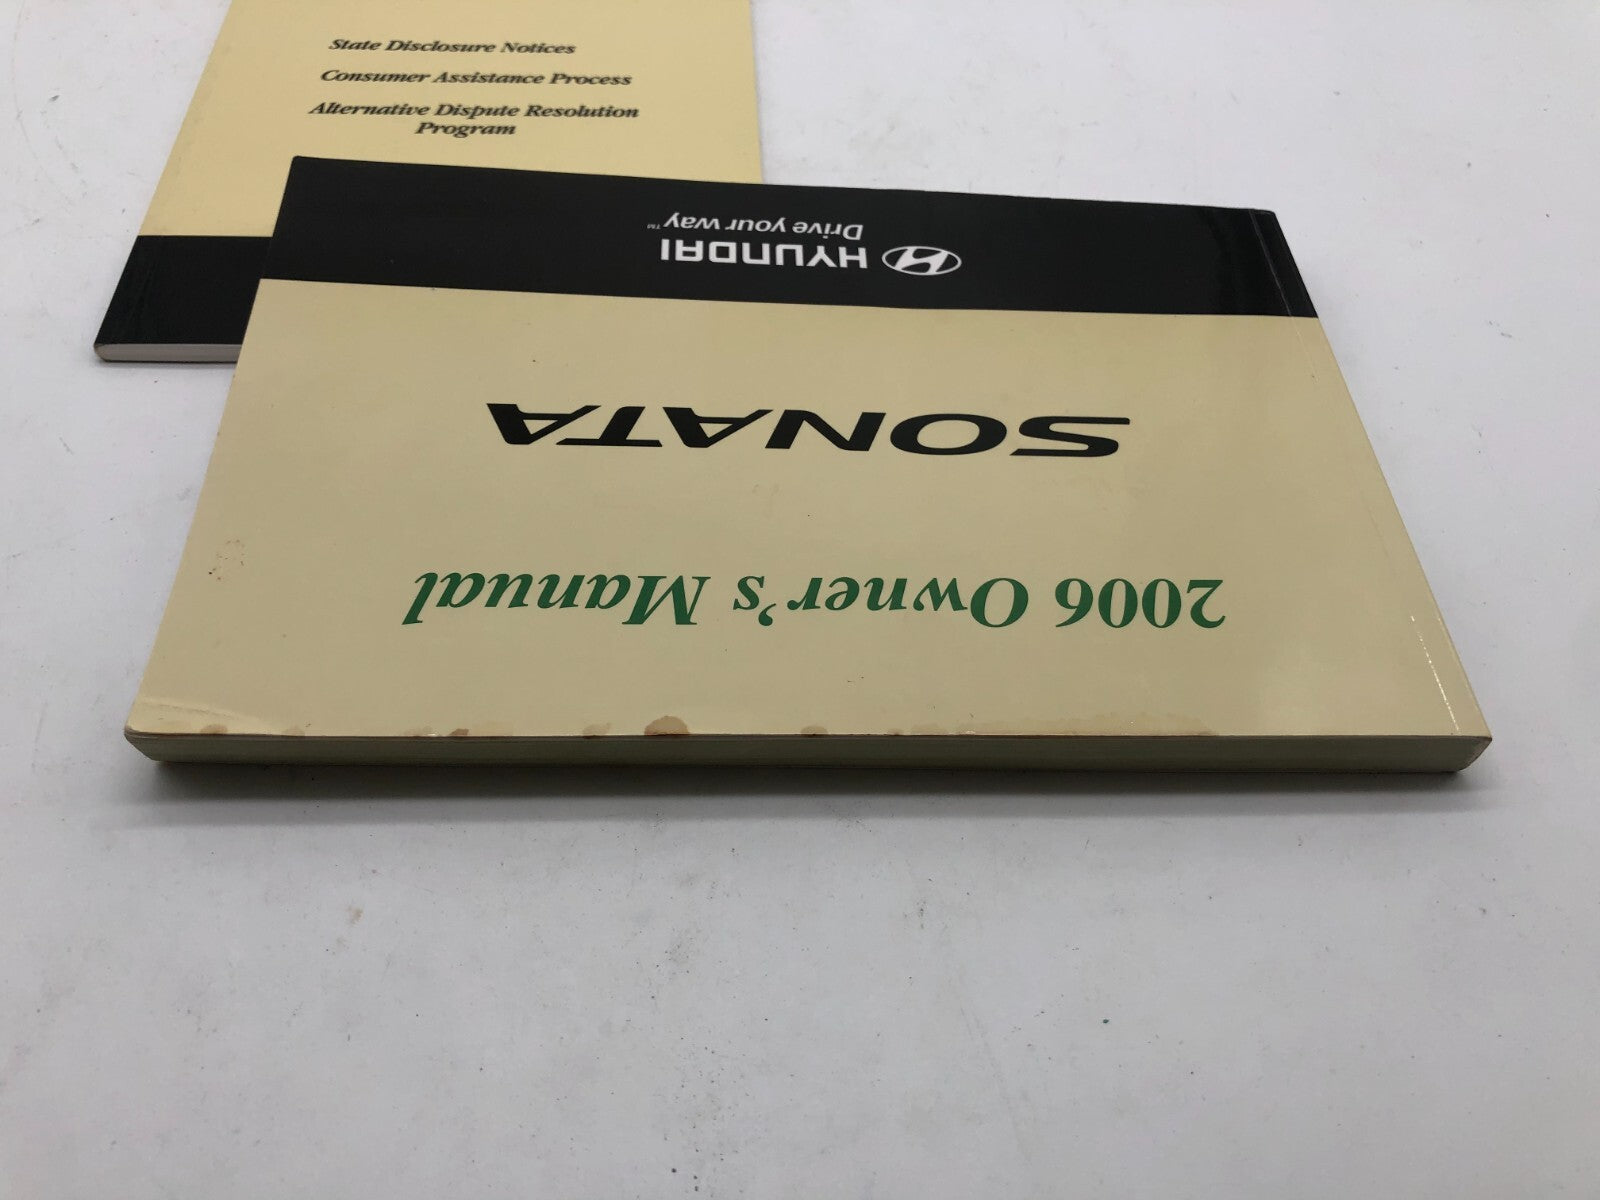 State Disclosure Notices
Consumer Assistance Process
Alternative Dispute Resolution
Program
2006 Owner's Manual
SONATA
HYUNDAI
Drive your way™